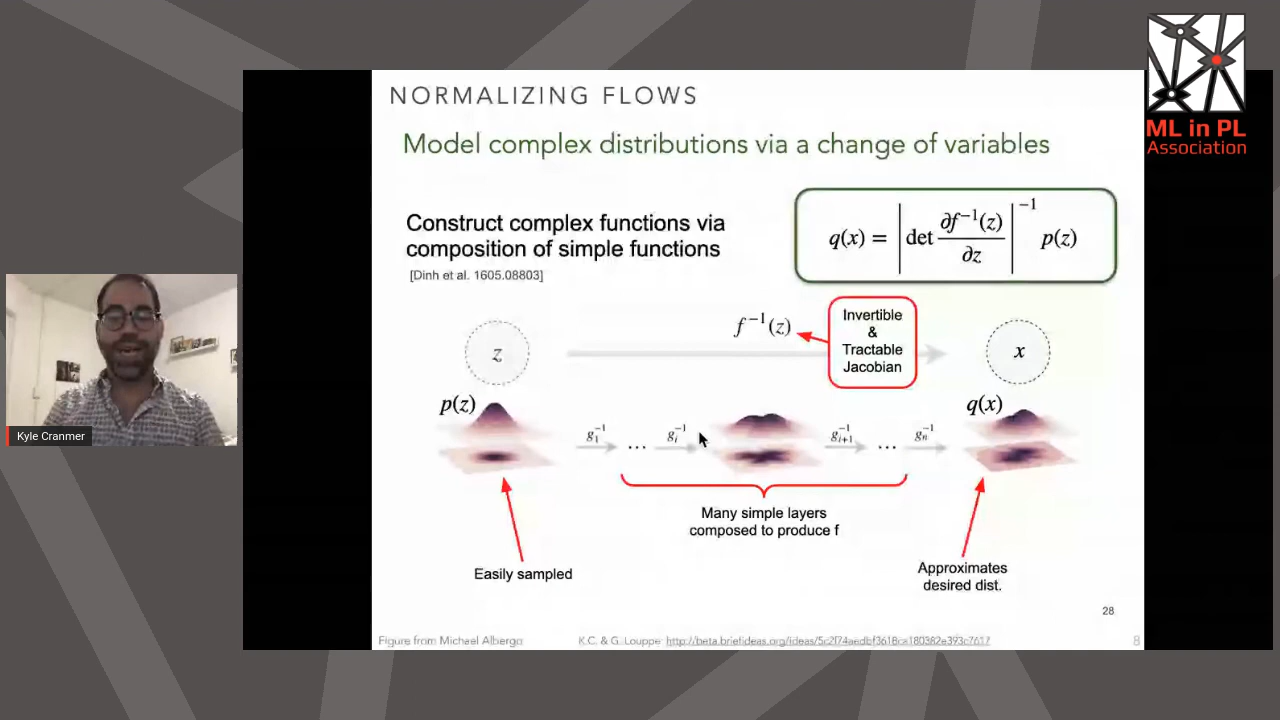 NORMALIZING FLOWS
Model complex distributions via a change of variables
Construct complex functions via
composition of simple functions
[Dinh et al. 1605.08803]
q(x) = | det ∂f⁻¹(z) / ∂z |⁻¹ p(z)
f⁻¹(z)
Invertible
&
Tractable
Jacobian
z
x
p(z)
q(x)
g₁⁻¹ … gᵢ⁻¹
gᵢ₊₁⁻¹ … gₙ⁻¹
Many simple layers
composed to produce f
Easily sampled
Approximates
desired dist.
28
Figure from Michael Albergo
K.C. & G. Louppe
8
Kyle Cranmer
ML in PL
Association